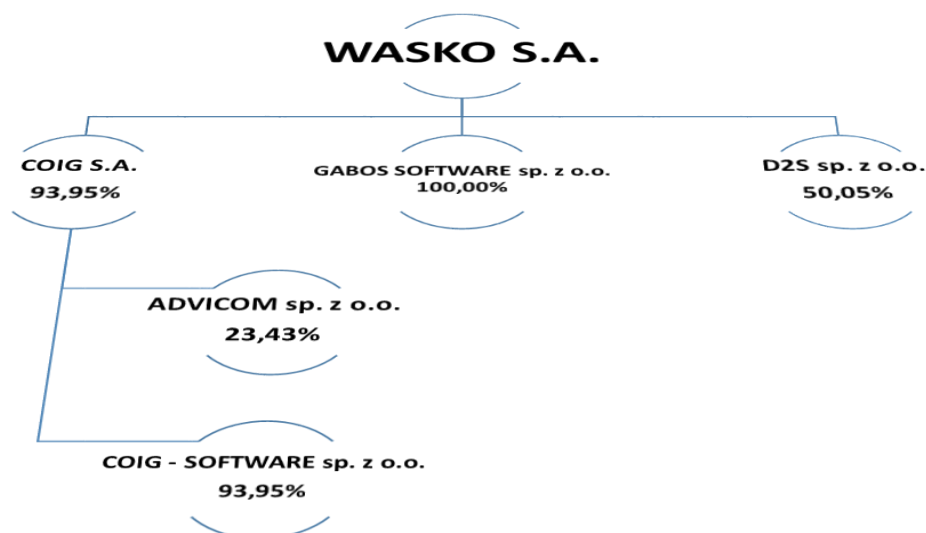 WASKO S.A.
COIG S.A.
93,95%
GABOS SOFTWARE sp. z o.o.
100,00%
D2S sp. z o.o.
50,05%
ADVICOM sp. z o.o.
23,43%
COIG - SOFTWARE sp. z o.o.
93,95%